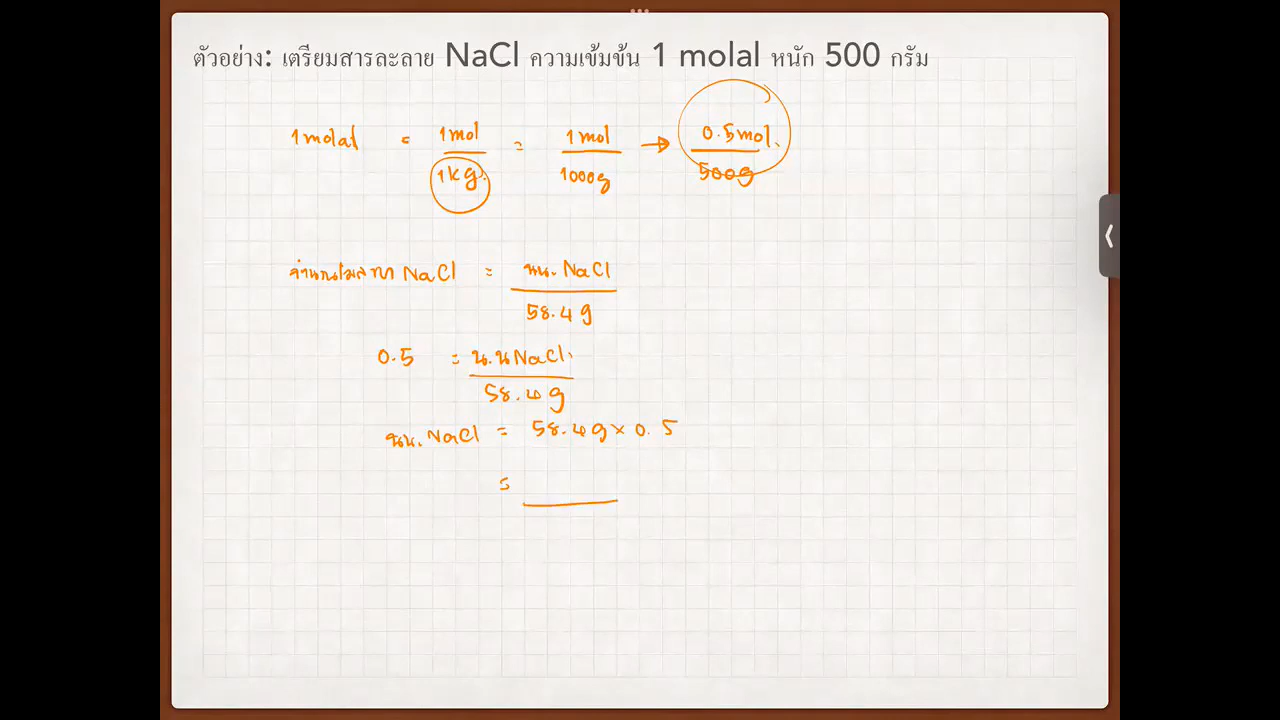 ตัวอย่าง: เตรียมสารละลาย NaCl ความเข้มข้น 1 molal หนัก 500 กรัม
1 molal = 1 mol / 1 kg. = 1 mol / 1000 g → 0.5 mol. / 500 g
จำนวนโมลของ NaCl = นน. NaCl / 58.4 g
0.5 = น.น NaCl. / 58.4 g
นน. NaCl = 58.4 g × 0.5
=